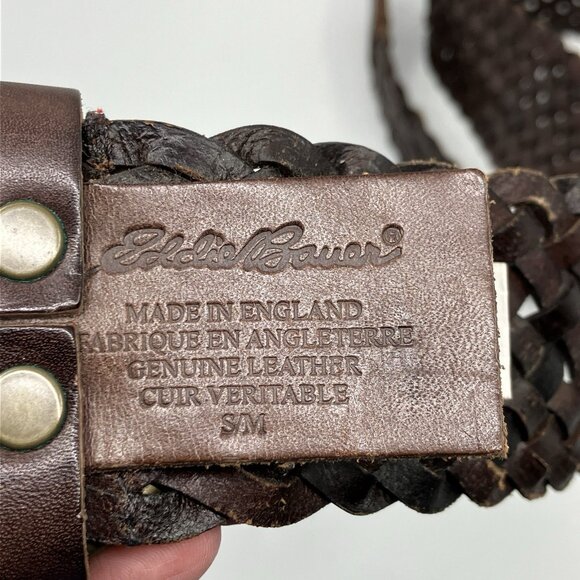 Eddie Bauer®
MADE IN ENGLAND
FABRIQUE EN ANGLETERRE
GENUINE LEATHER
CUIR VERITABLE
S/M